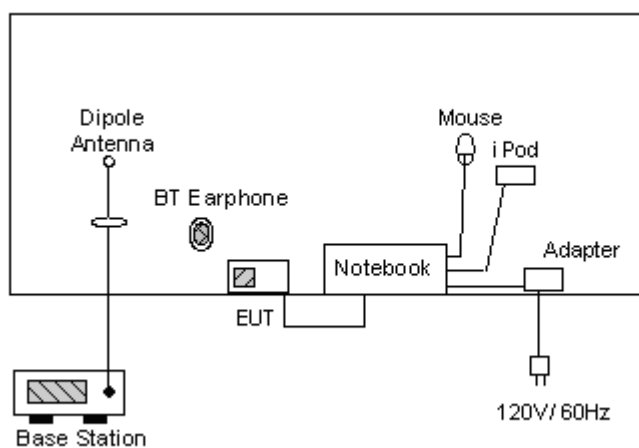 Dipole
Antenna
Mouse
i Pod
BT Earphone
Notebook
Adapter
EUT
120V/ 60Hz
Base Station